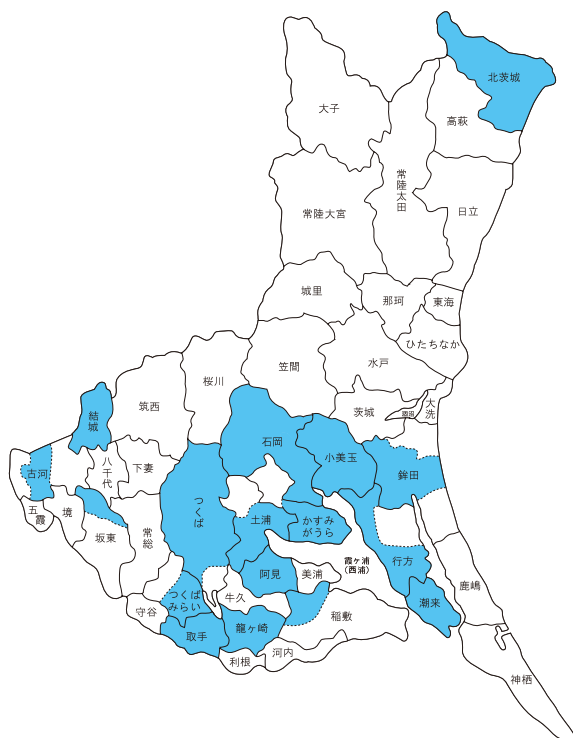 北茨城
大子
高萩
常陸太田
常陸大宮
日立
城里
那珂
東海
ひたちなか
水戸
笠間
桜川
筑西
結城
茨城
涸沼
大洗
石岡
小美玉
鉾田
古河
八千代
下妻
つくば
五霞
境
坂東
常総
土浦
かすみ
がうら
霞ヶ浦
(西浦)
行方
阿見
美浦
つくば
みらい
牛久
守谷
稲敷
潮来
鹿嶋
取手
龍ヶ崎
利根
河内
神栖